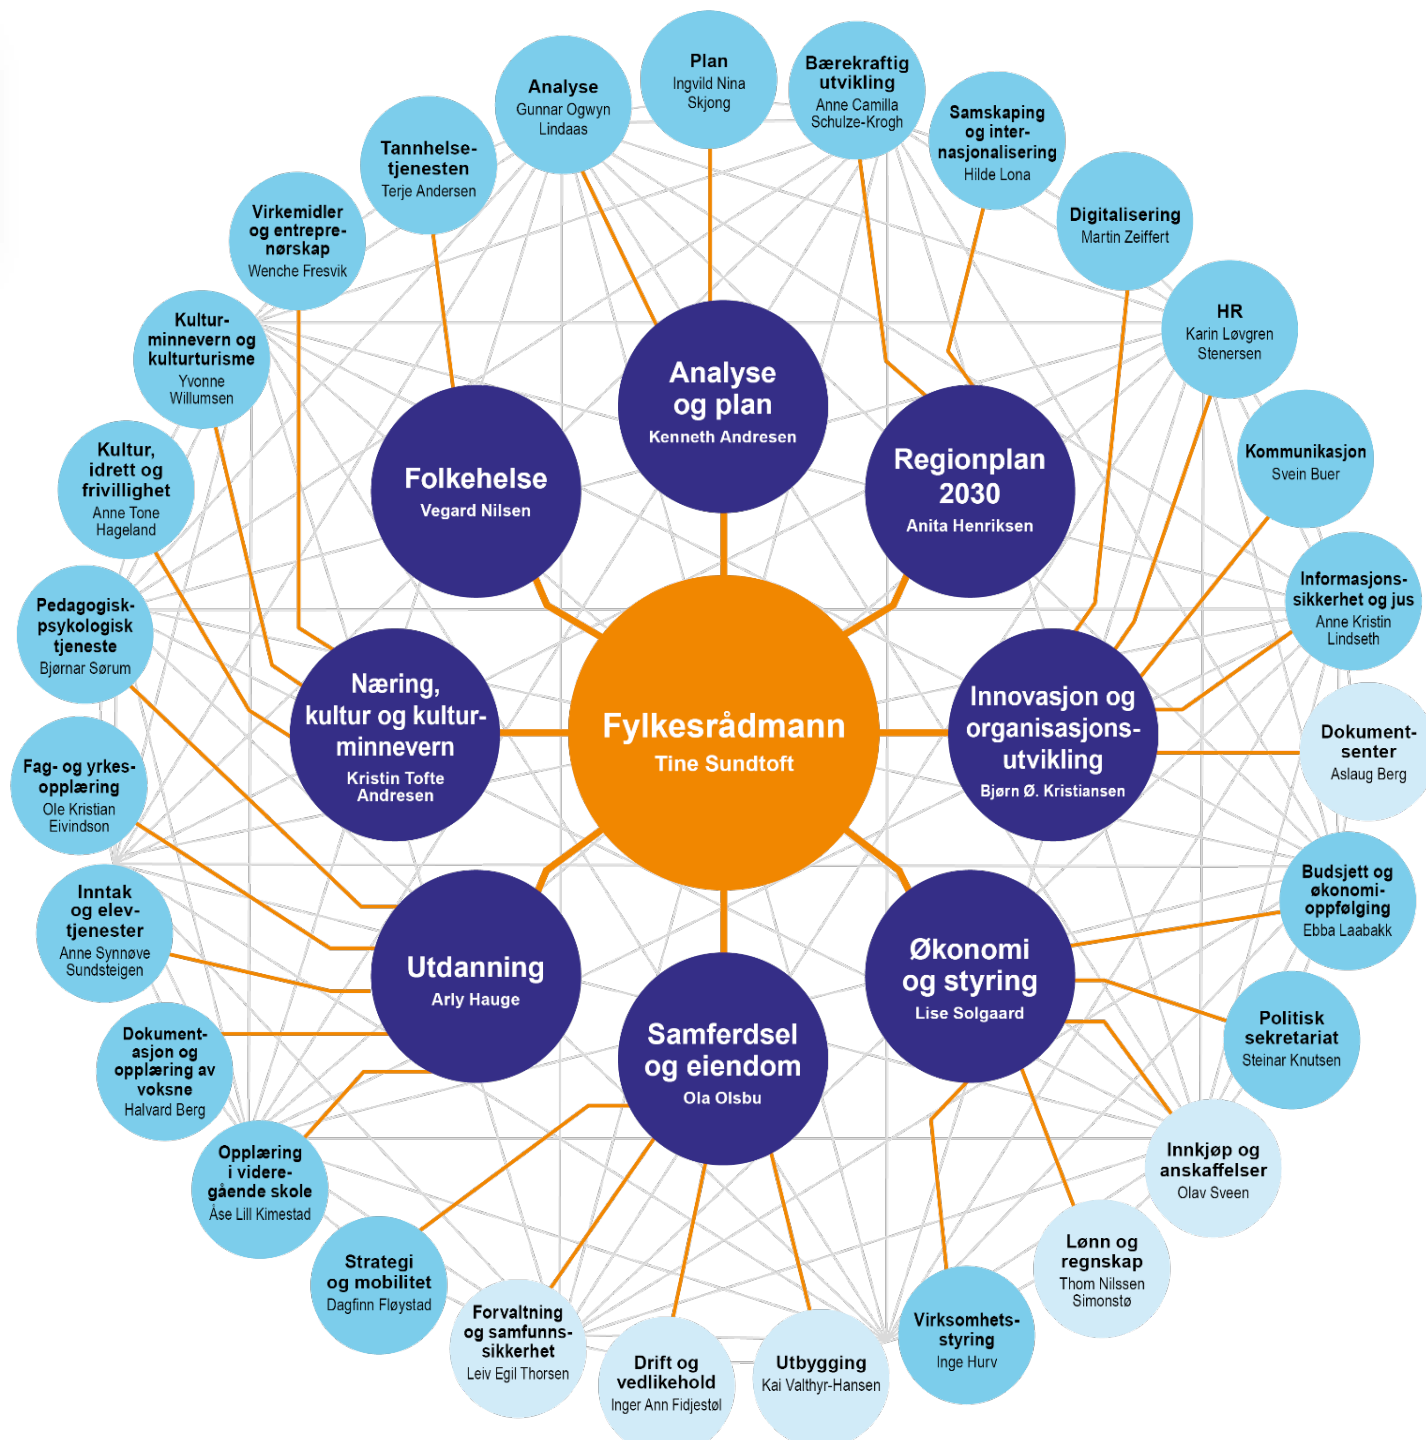 Plan
Ingvild Nina
Skjong
Bærekraftig
utvikling
Anne Camilla
Schulze-Krogh
Samskaping
og inter-
nasjonalisering
Hilde Lona
Digitalisering
Martin Zeiffert
HR
Karin Løvgren
Stenersen
Kommunikasjon
Svein Buer
Informasjons-
sikkerhet og jus
Anne Kristin
Lindseth
Dokument-
senter
Aslaug Berg
Budsjett og
økonomi-
oppfølging
Ebba Laabakk
Politisk
sekretariat
Steinar Knutsen
Innkjøp og
anskaffelser
Olav Sveen
Lønn og
regnskap
Thom Nilssen
Simonstø
Virksomhets-
styring
Inge Hurv
Utbygging
Kai Valthyr-Hansen
Drift og
vedlikehold
Inger Ann Fidjestøl
Forvaltning
og samfunns-
sikkerhet
Leiv Egil Thorsen
Strategi
og mobilitet
Dagfinn Fløystad
Opplæring
i videre-
gående skole
Åse Lill Kimestad
Dokument-
asjon og
opplæring av
voksne
Halvard Berg
Inntak
og elev-
tjenester
Anne Synnøve
Sundsteigen
Fag- og yrkes-
opplæring
Ole Kristian
Eivindson
Pedagogisk-
psykologisk
tjeneste
Bjørnar Sørum
Kultur,
idrett og
frivillighet
Anne Tone
Hageland
Kultur-
minnevern og
kulturturisme
Yvonne
Willumsen
Virkemidler
og entrepre-
nørskap
Wenche Fresvik
Tannhelse-
tjenesten
Terje Andersen
Analyse
Gunnar Ogwyn
Lindaas
Analyse
og plan
Kenneth Andresen
Regionplan
2030
Anita Henriksen
Innovasjon og
organisasjons-
utvikling
Bjørn Ø. Kristiansen
Økonomi
og styring
Lise Solgaard
Samferdsel
og eiendom
Ola Olsbu
Utdanning
Arly Hauge
Næring,
kultur og kultur-
minnevern
Kristin Tofte
Andresen
Folkehelse
Vegard Nilsen
Fylkesrådmann
Tine Sundtoft